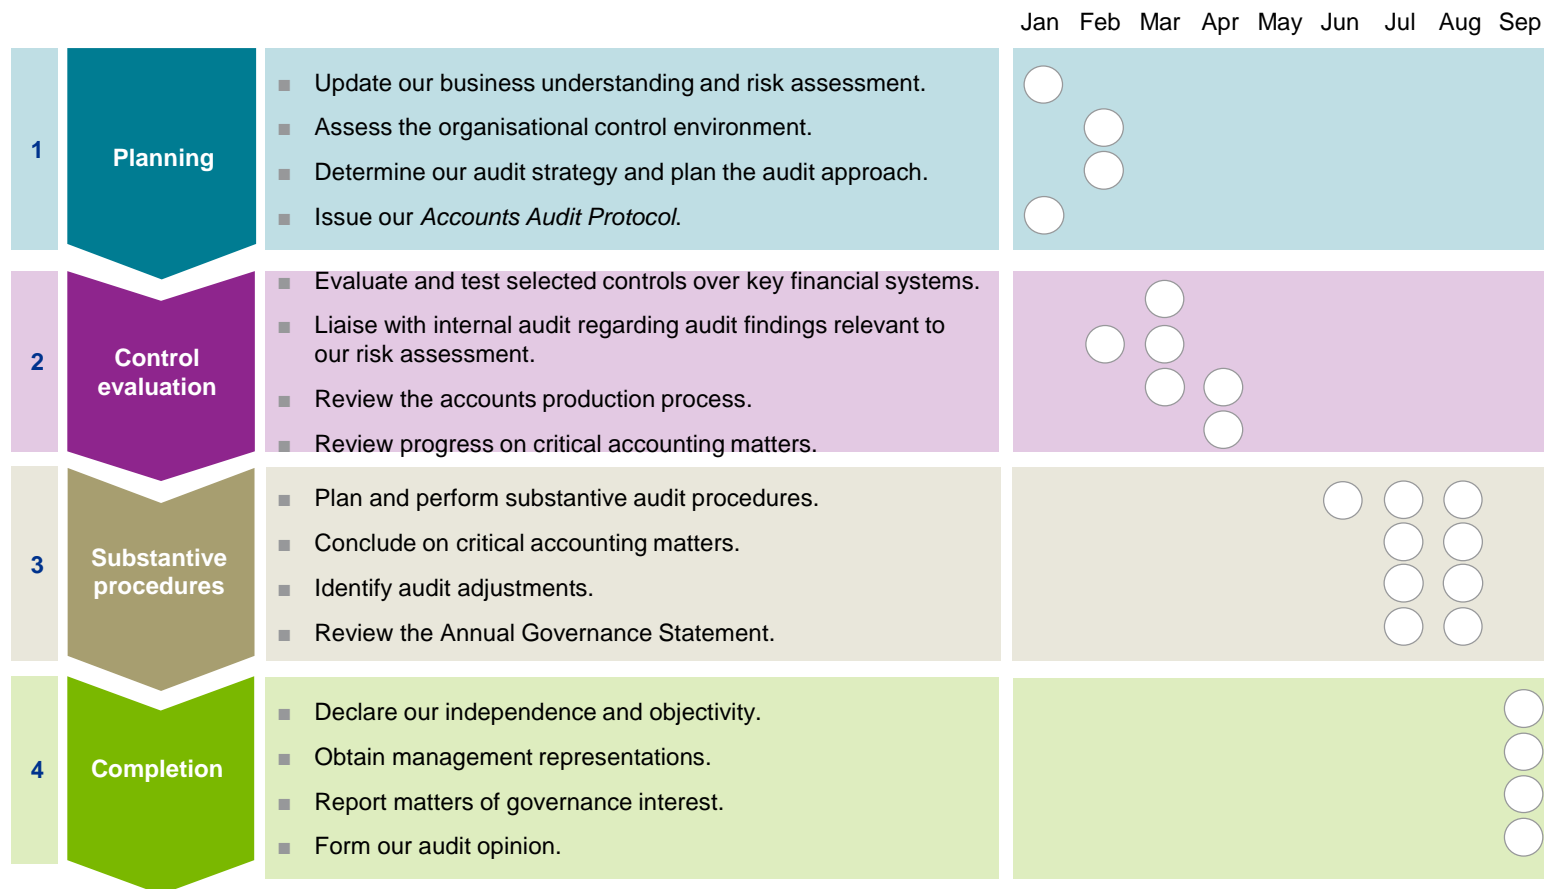 Jan Feb Mar Apr May Jun Jul Aug Sep
1
Planning
Update our business understanding and risk assessment.
Assess the organisational control environment.
Determine our audit strategy and plan the audit approach.
Issue our Accounts Audit Protocol.
2
Control
evaluation
Evaluate and test selected controls over key financial systems.
Liaise with internal audit regarding audit findings relevant to
our risk assessment.
Review the accounts production process.
Review progress on critical accounting matters.
3
Substantive
procedures
Plan and perform substantive audit procedures.
Conclude on critical accounting matters.
Identify audit adjustments.
Review the Annual Governance Statement.
4
Completion
Declare our independence and objectivity.
Obtain management representations.
Report matters of governance interest.
Form our audit opinion.